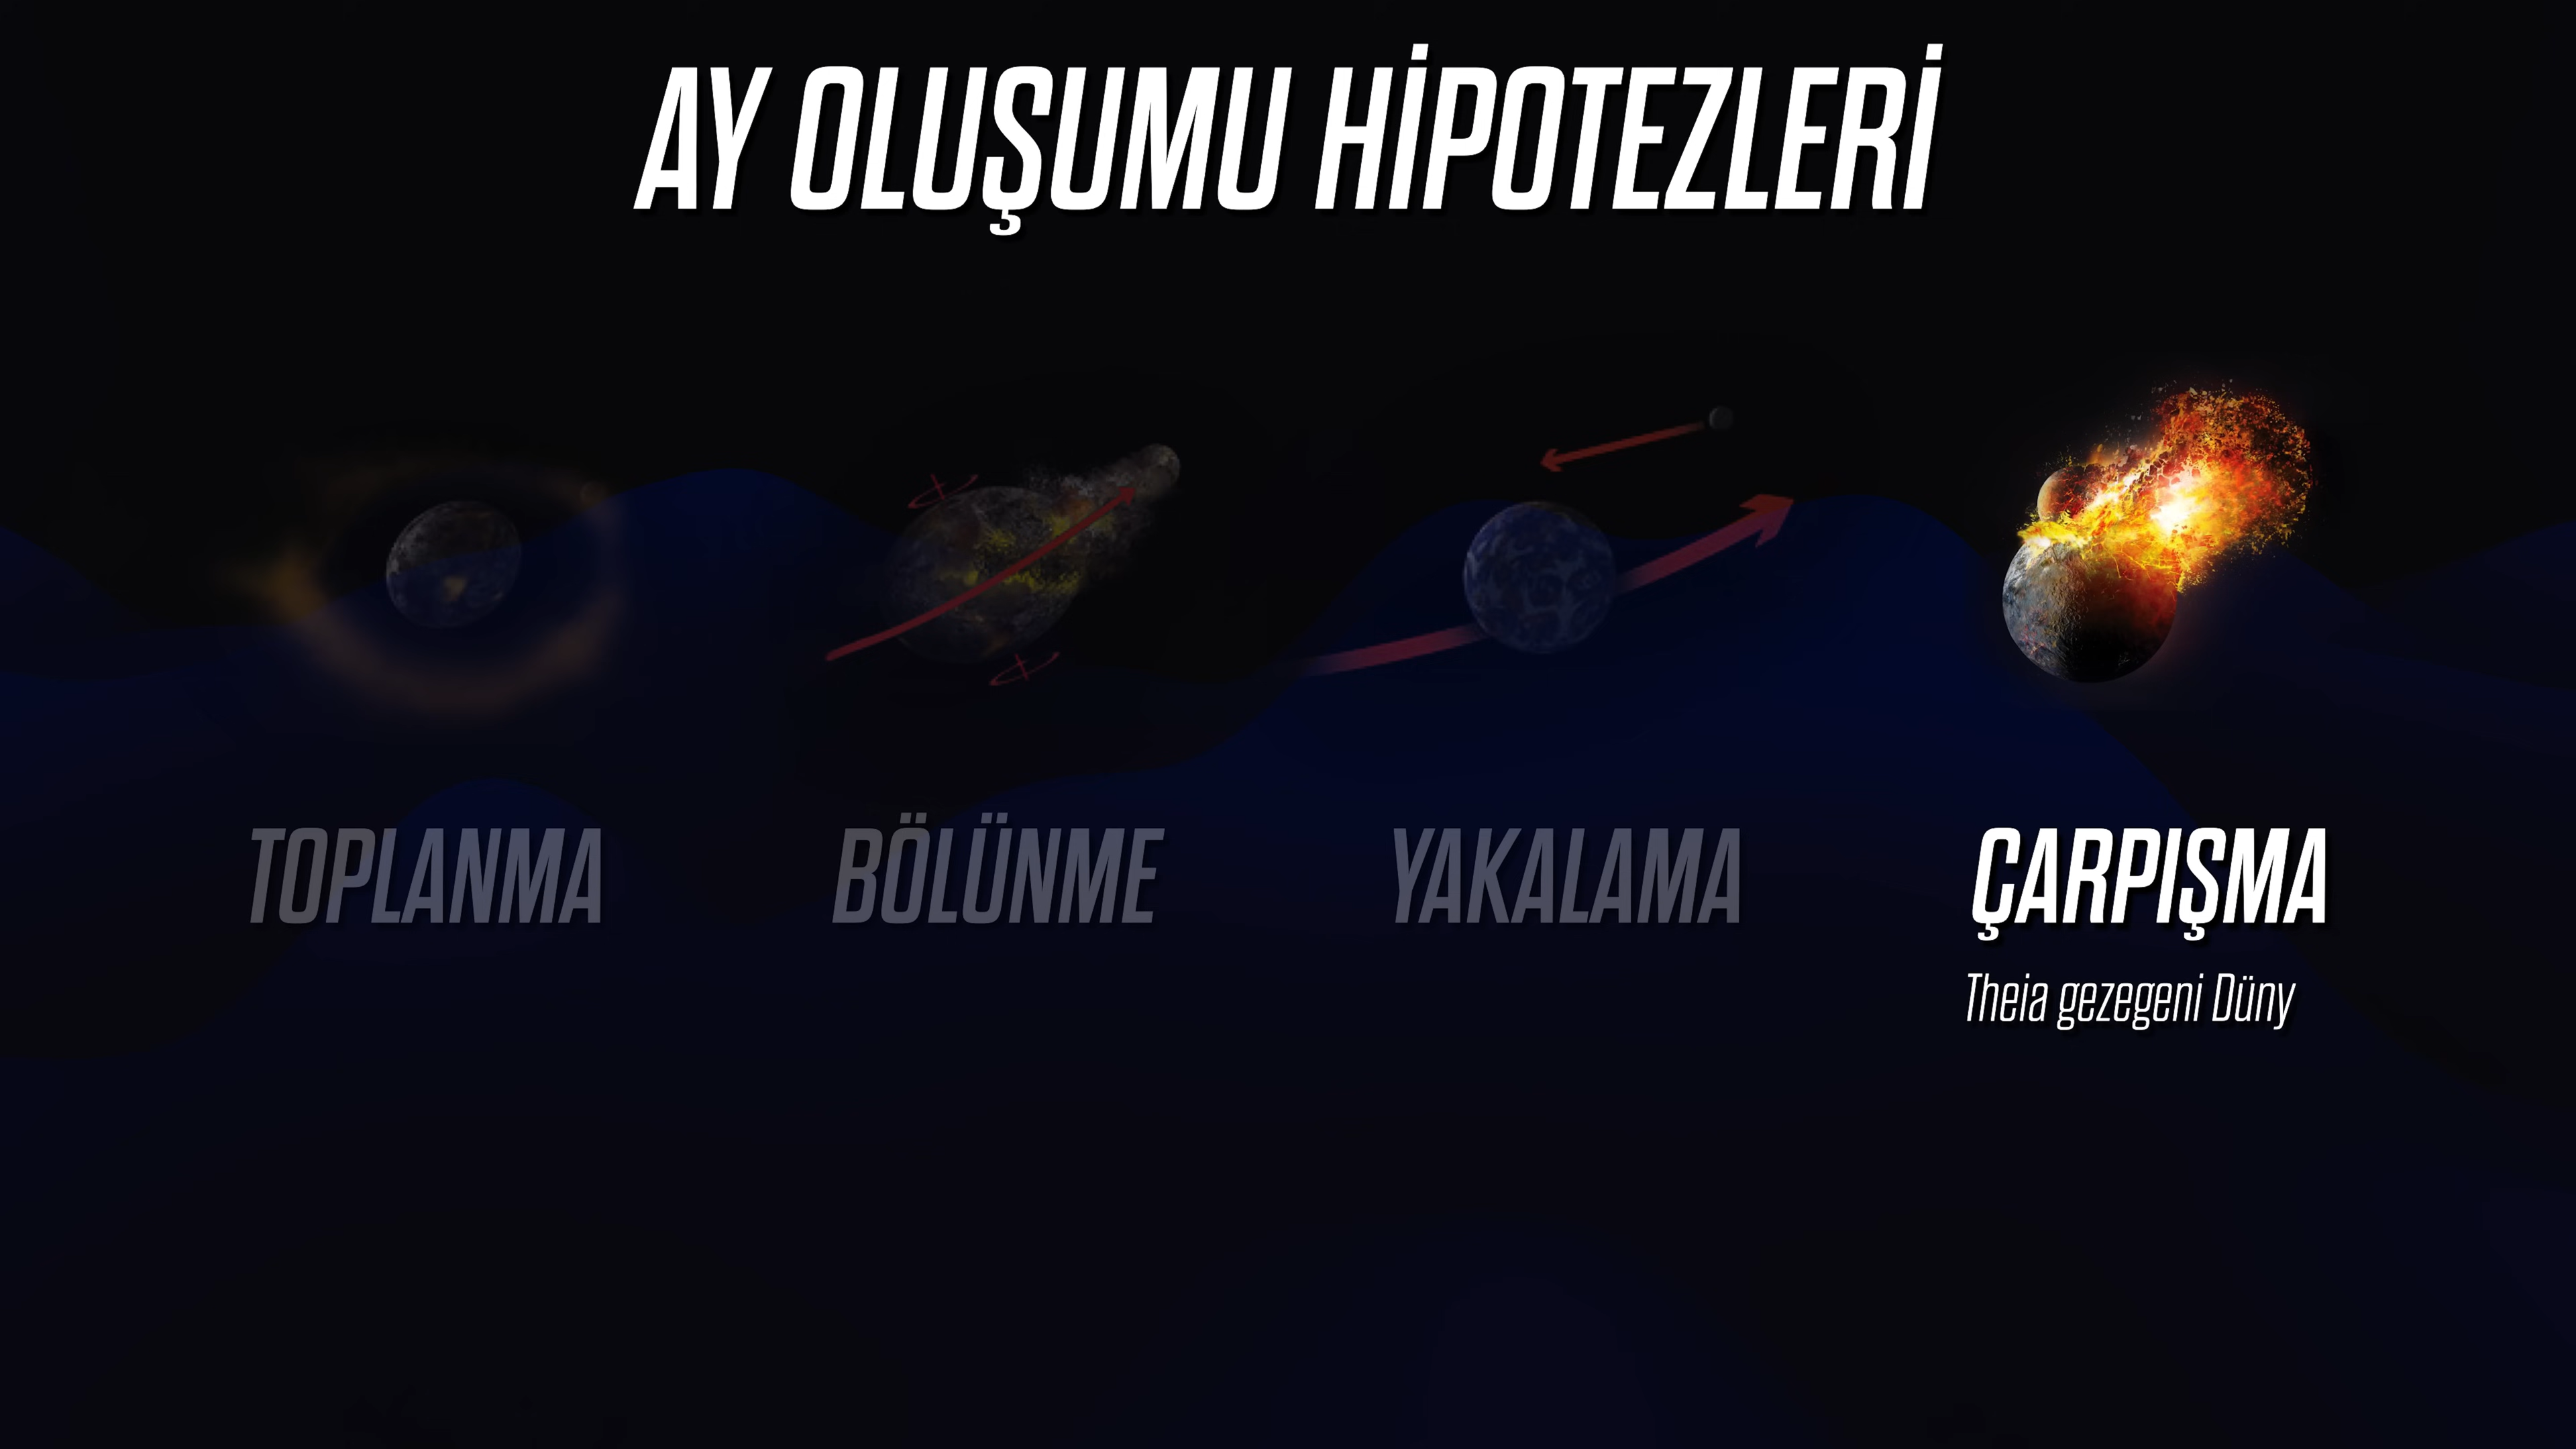 AY OLUŞUMU HİPOTEZLERİ
TOPLANMA
BÖLÜNME
YAKALAMA
ÇARPIŞMA
Theia gezegeni Düny